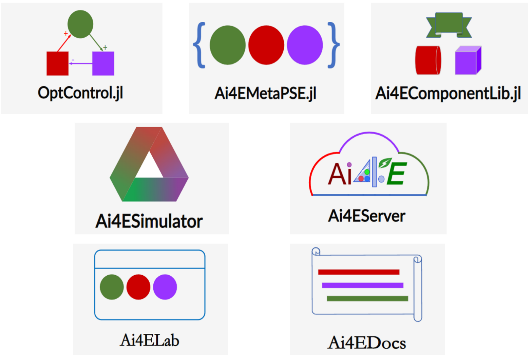 OptControl.jl
Ai4EMetaPSE.jl
Ai4EComponentLib.jl
Ai4ESimulator
Ai4E
Ai4EServer
Ai4ELab
Ai4EDocs